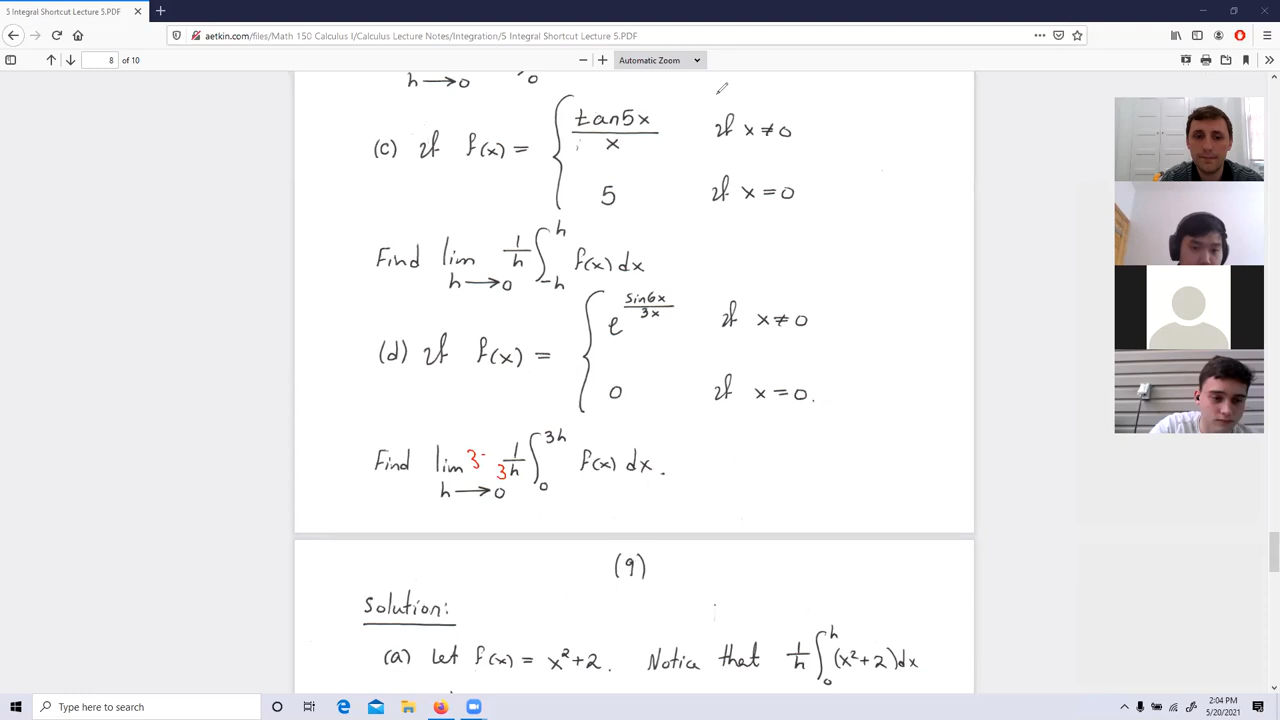 5 Integral Shortcut Lecture 5.PDF
aetkin.com/files/Math 150 Calculus I/Calculus Lecture Notes/Integration/5 Integral Shortcut Lecture 5.PDF
8 of 10
Automatic Zoom
h → 0 0
(c) If f(x) = { tan5x / x if x ≠ 0
5 if x = 0
Find lim h → 0 1/h ∫_{-h}^{h} f(x) dx
(d) If f(x) = { e^{sin6x / 3x} if x ≠ 0
0 if x = 0.
Find lim h → 0 3· 1/3h ∫_0^{3h} f(x) dx.
(9)
Solution:
(a) Let f(x) = x²+2. Notice that 1/h ∫_0^h (x²+2)dx
Type here to search
2:04 PM
5/20/2021